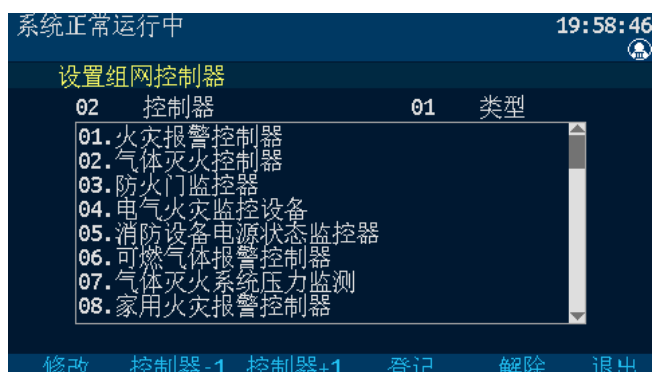 系统正常运行中 19:58:46
设置组网控制器
02 控制器 01 类型
01.火灾报警控制器
02.气体灭火控制器
03.防火门监控器
04.电气火灾监控设备
05.消防设备电源状态监控器
06.可燃气体报警控制器
07.气体灭火系统压力监测
08.家用火灾报警控制器
修改 控制器-1 控制器+1 登记 解除 退出